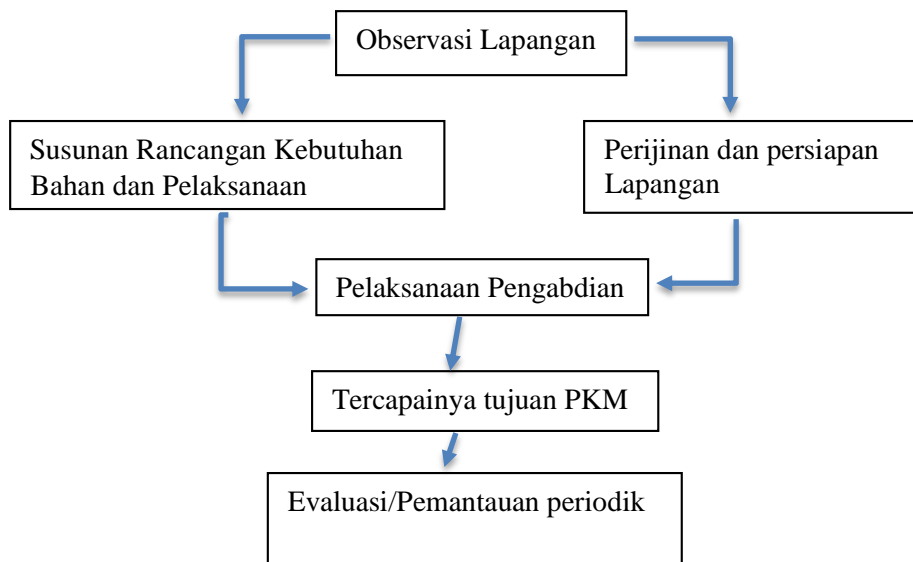 Observasi Lapangan
Susunan Rancangan Kebutuhan
Bahan dan Pelaksanaan
Perijinan dan persiapan
Lapangan
Pelaksanaan Pengabdian
Tercapainya tujuan PKM
Evaluasi/Pemantauan periodik